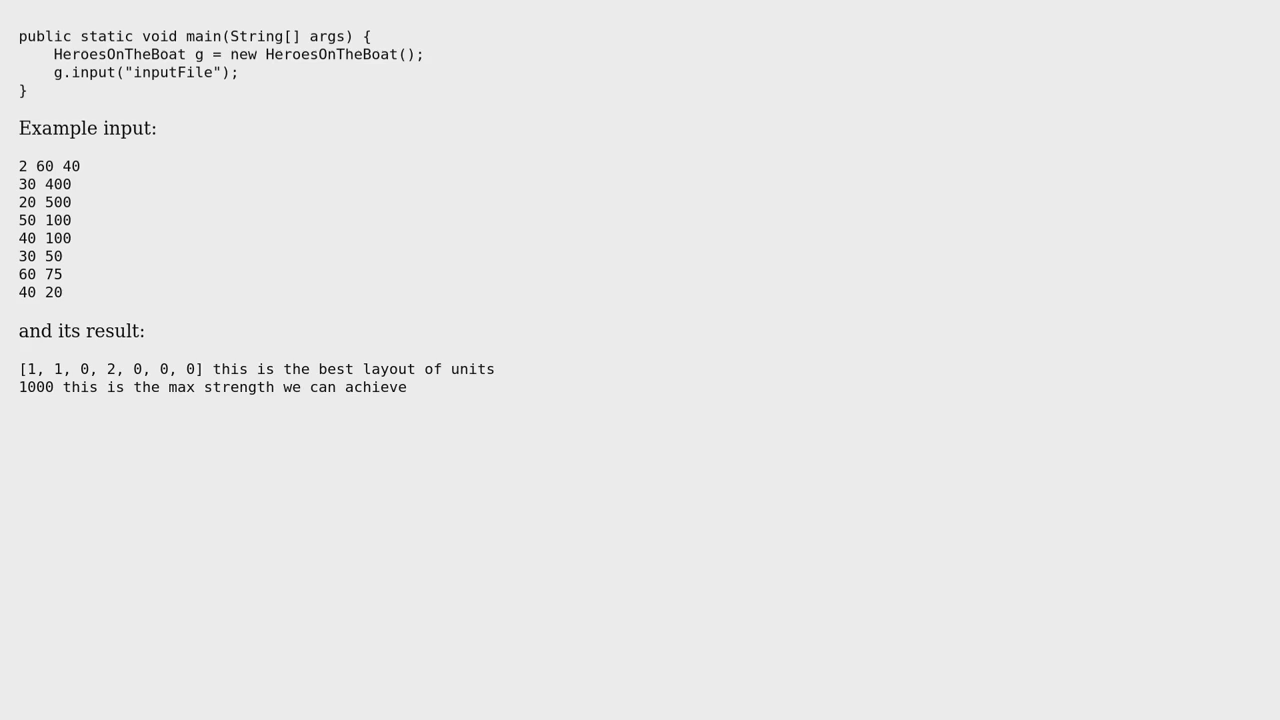 public static void main(String[] args) {
    HeroesOnTheBoat g = new HeroesOnTheBoat();
    g.input("inputFile");
}
Example input:
2 60 40
30 400
20 500
50 100
40 100
30 50
60 75
40 20
and its result:
[1, 1, 0, 2, 0, 0, 0] this is the best layout of units
1000 this is the max strength we can achieve